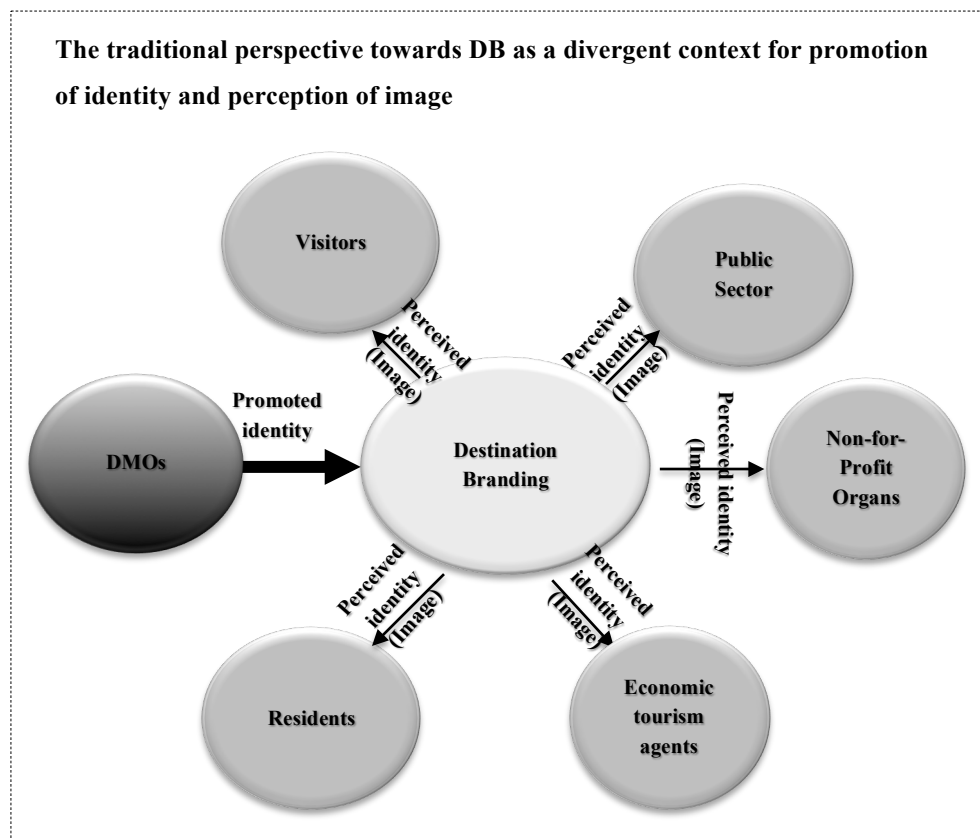 The traditional perspective towards DB as a divergent context for promotion
of identity and perception of image
Visitors
Public
Sector
Perceived
identity
(Image)
Perceived
identity
(Image)
Promoted
identity
DMOs
Destination
Branding
Perceived identity
(Image)
Non-for-
Profit
Organs
Perceived
identity
(Image)
Perceived
identity
(Image)
Residents
Economic
tourism
agents